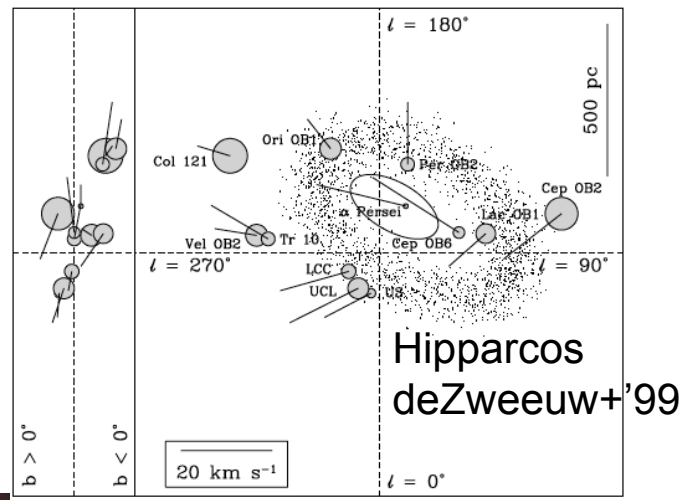 l = 180°
500 pc
Ori OB1
Col 121
Per OB2
Cep OB2
α Persei
Lac OB1
Vel OB2
Tr 10
Cep OB6
l = 270°
l = 90°
LCC
UCL
US
Hipparcos
deZweeuw+'99
b > 0°
b < 0°
20 km s⁻¹
l = 0°